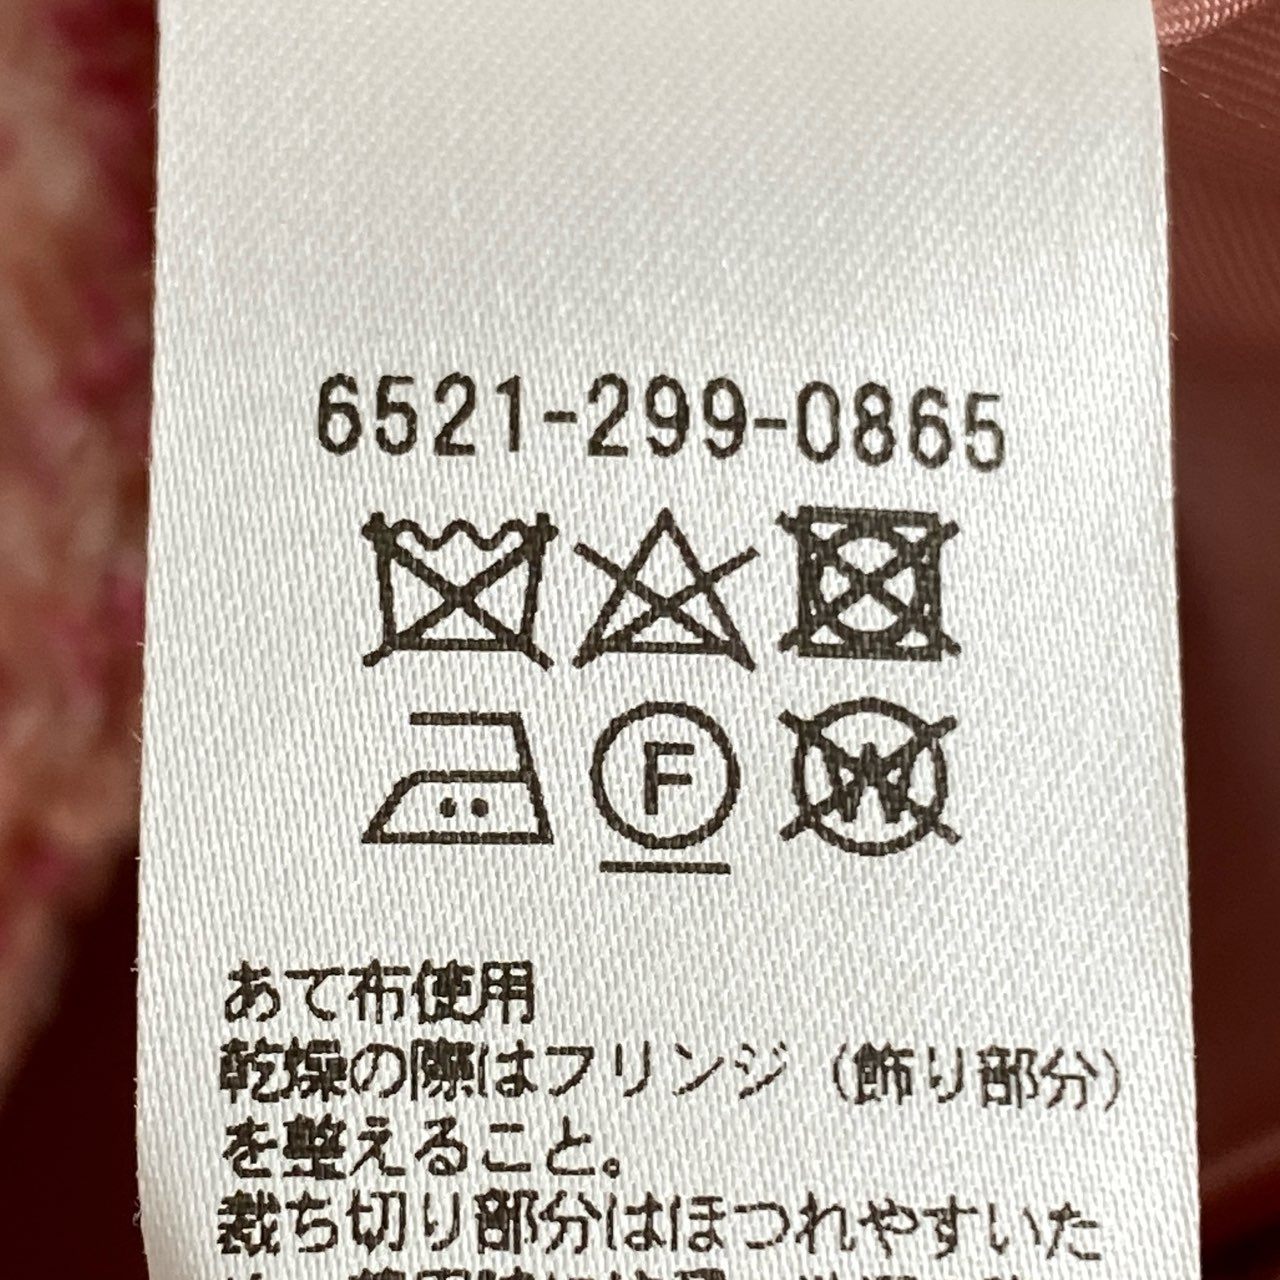 6521-299-0865
F
W
あて布使用
乾燥の際はフリンジ（飾り部分）
を整えること。
裁ち切り部分はほつれやすいた